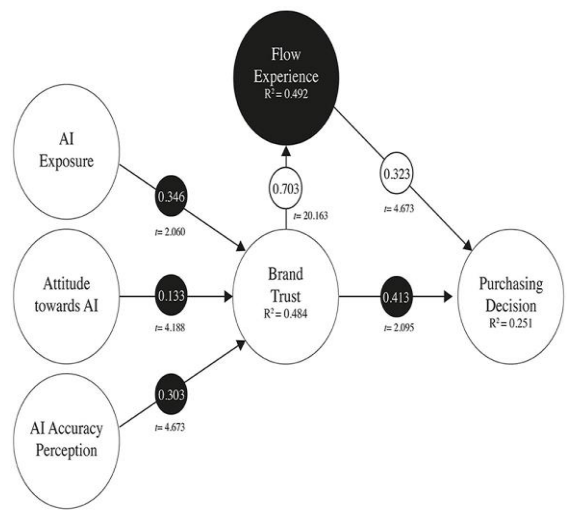 Flow
Experience
R² = 0.492
AI
Exposure
0.346
t= 2.060
0.703
t= 20.163
0.323
t= 4.673
Attitude
towards AI
0.133
t= 4.188
Brand
Trust
R² = 0.484
0.413
t= 2.095
Purchasing
Decision
R² = 0.251
AI Accuracy
Perception
0.303
t= 4.673